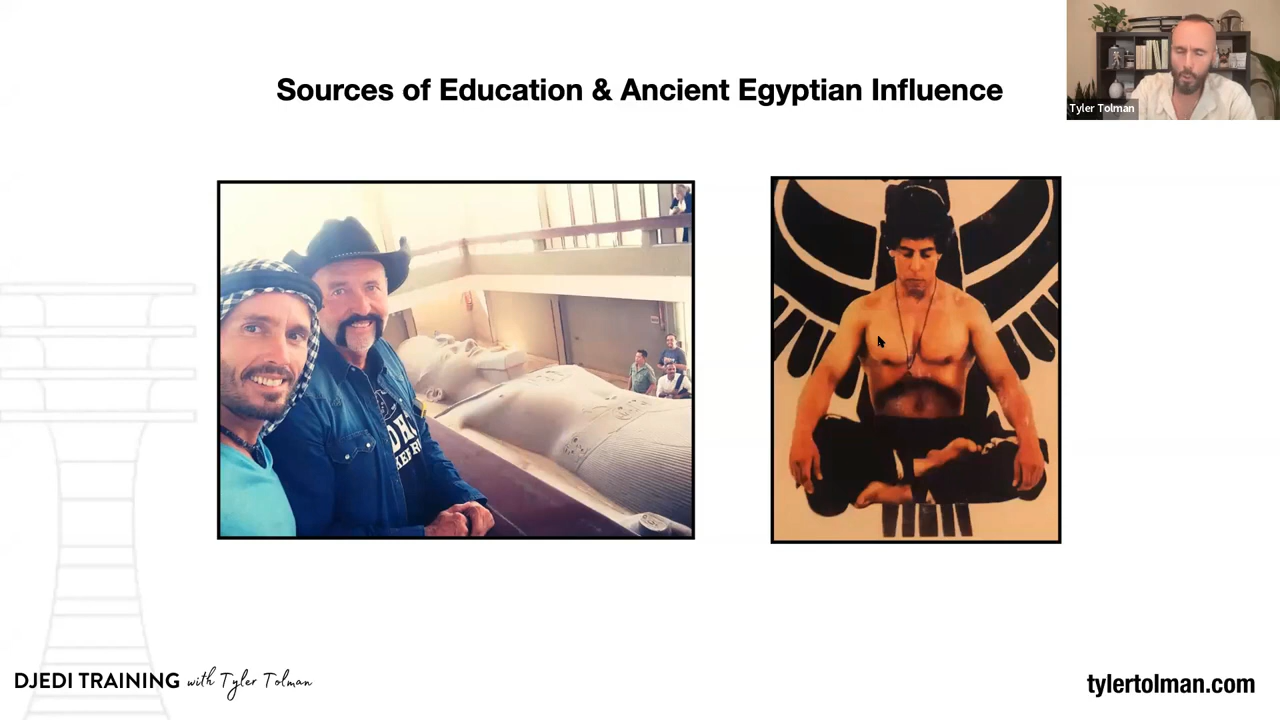 Sources of Education & Ancient Egyptian Influence
Tyler Tolman
DJEDI TRAINING with Tyler Tolman
tylertolman.com